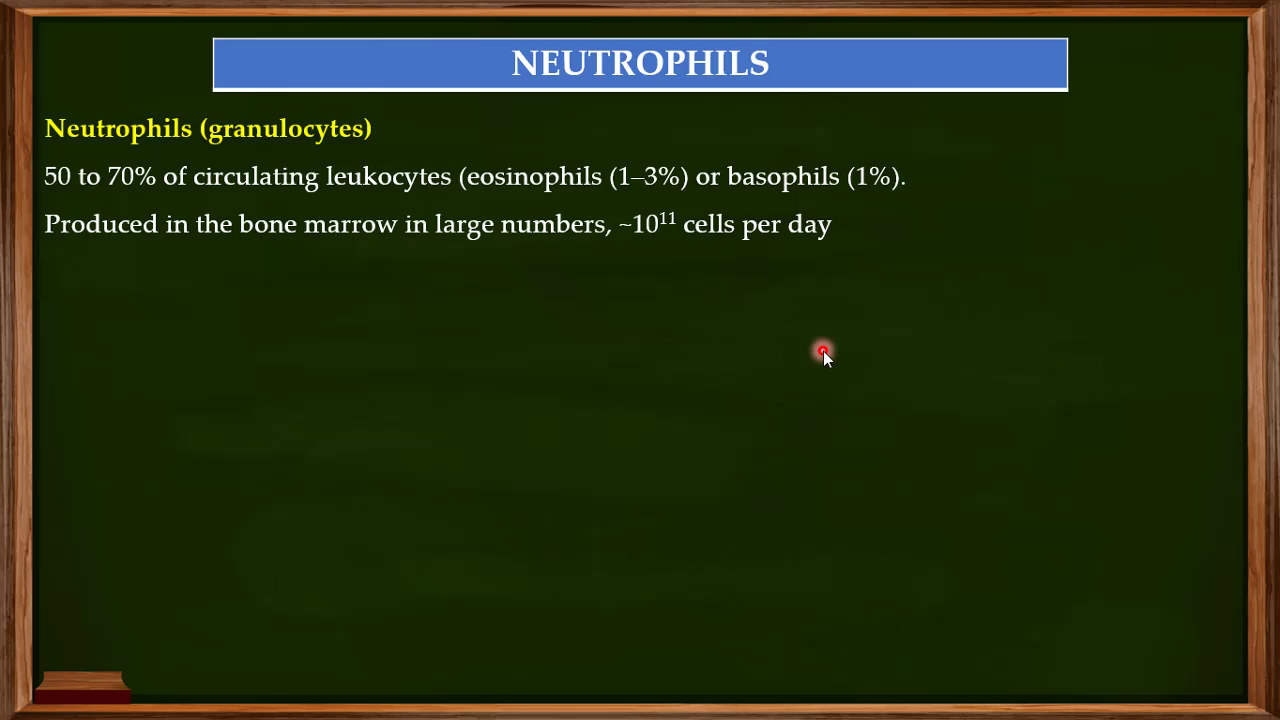 NEUTROPHILS
Neutrophils (granulocytes)
50 to 70% of circulating leukocytes (eosinophils (1–3%) or basophils (1%).
Produced in the bone marrow in large numbers, ~10¹¹ cells per day